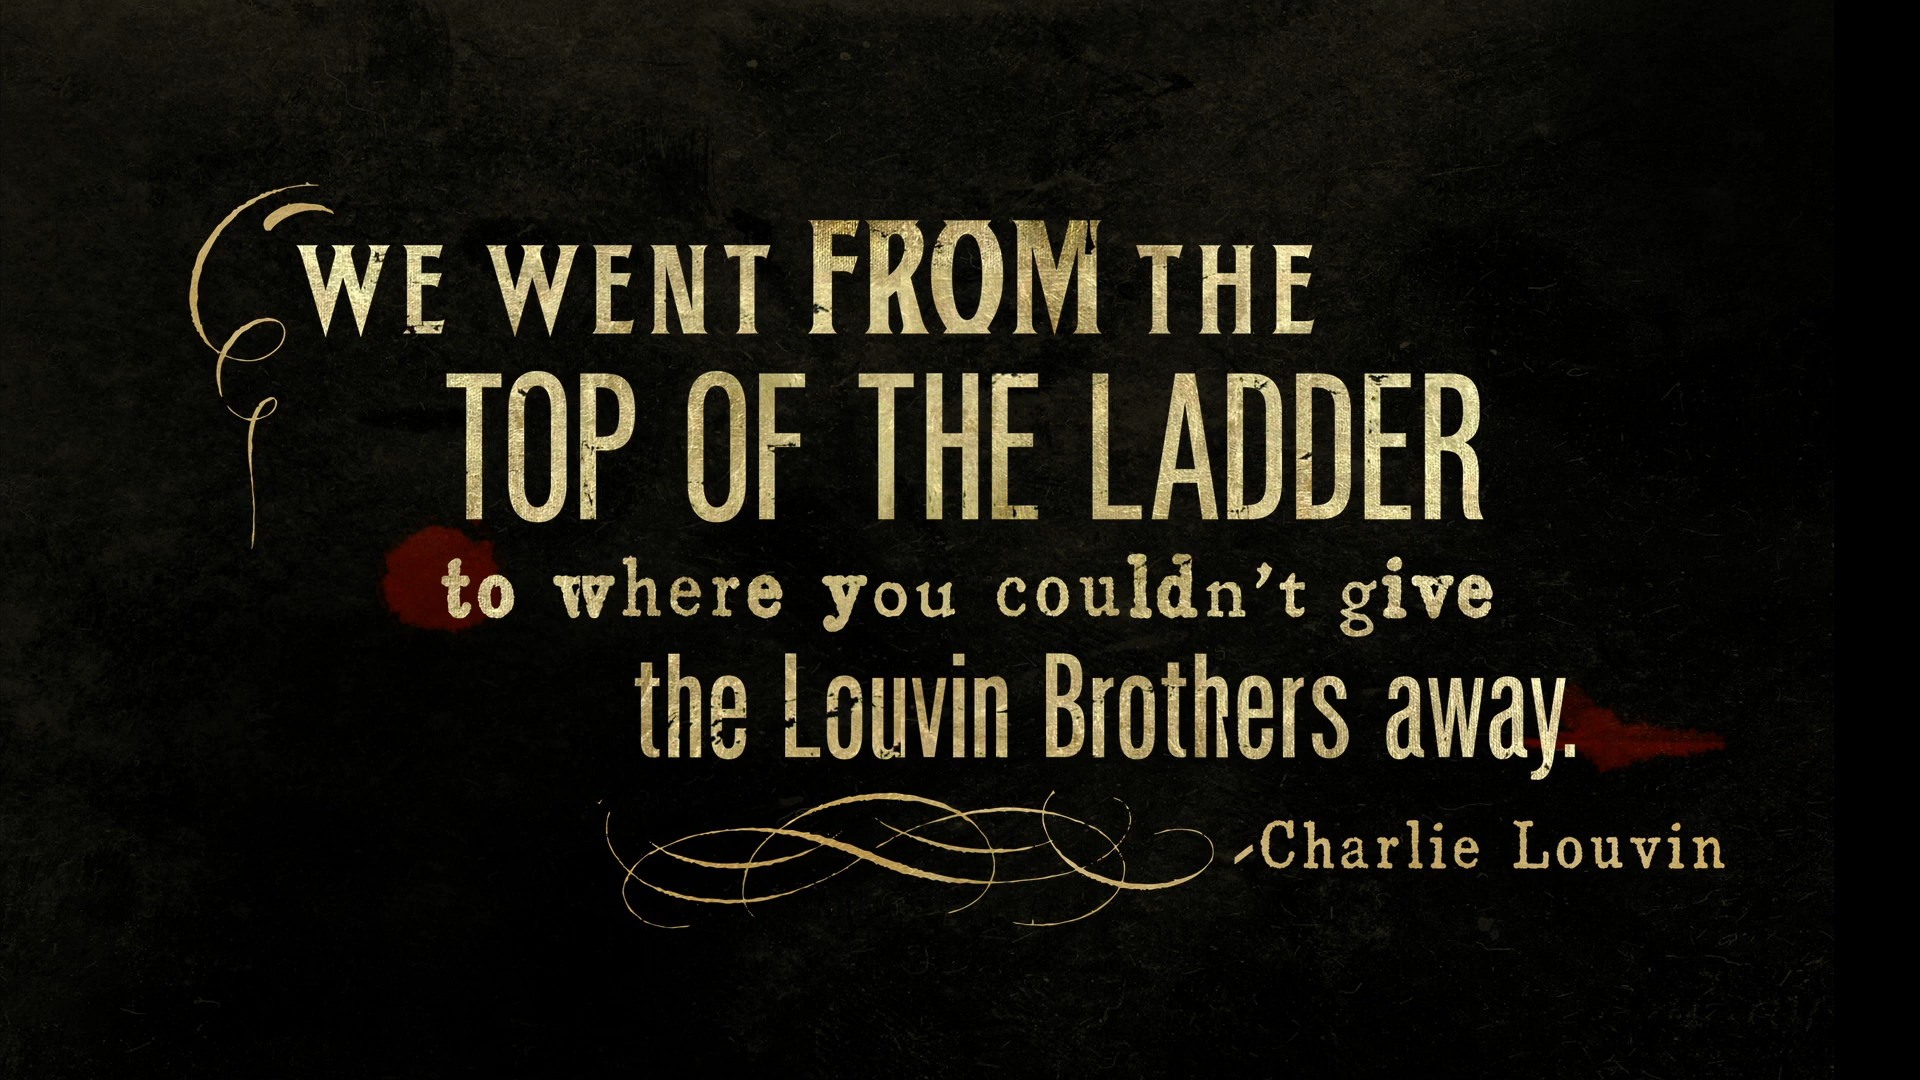 WE WENT FROM THE
TOP OF THE LADDER
to where you couldn't give
the Louvin Brothers away.
-Charlie Louvin